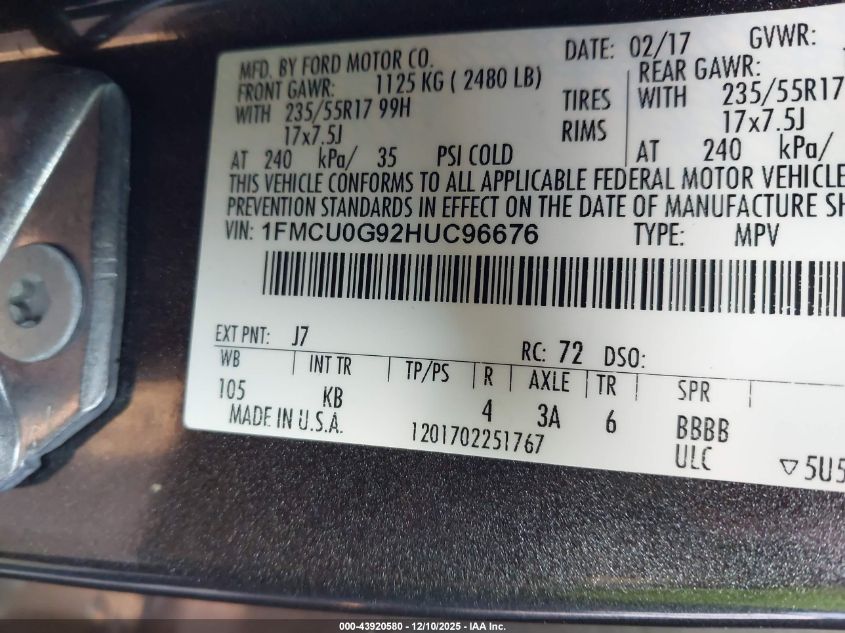 MFD. BY FORD MOTOR CO. DATE: 02/17 GVWR:
FRONT GAWR: 1125 KG ( 2480 LB) REAR GAWR:
WITH 235/55R17 99H TIRES WITH 235/55R17
17x7.5J RIMS 17x7.5J
AT 240 kPa/ 35 PSI COLD AT 240 kPa/
THIS VEHICLE CONFORMS TO ALL APPLICABLE FEDERAL MOTOR VEHICLE
PREVENTION STANDARDS IN EFFECT ON THE DATE OF MANUFACTURE SH
VIN: 1FMCU0G92HUC96676 TYPE: MPV
EXT PNT: J7 RC: 72 DSO:
WB INT TR TP/PS R AXLE TR SPR
105 KB 4 3A 6 BBBB
MADE IN U.S.A. 1201702251767 ULC ▽5U5
000-43920580 - 12/10/2025 - IAA Inc.